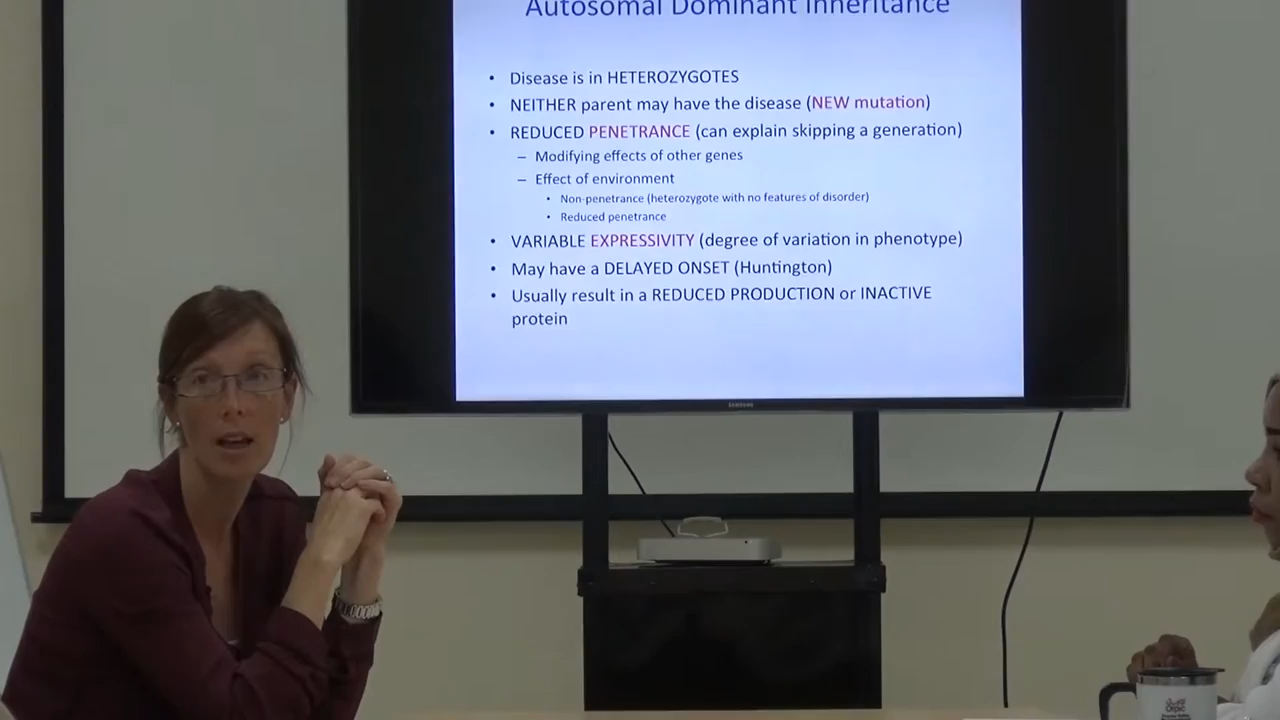 Autosomal Dominant Inheritance
• Disease is in HETEROZYGOTES
• NEITHER parent may have the disease (NEW mutation)
• REDUCED PENETRANCE (can explain skipping a generation)
– Modifying effects of other genes
– Effect of environment
• Non-penetrance (heterozygote with no features of disorder)
• Reduced penetrance
• VARIABLE EXPRESSIVITY (degree of variation in phenotype)
• May have a DELAYED ONSET (Huntington)
• Usually result in a REDUCED PRODUCTION or INACTIVE
protein
SAMSUNG
Orpic